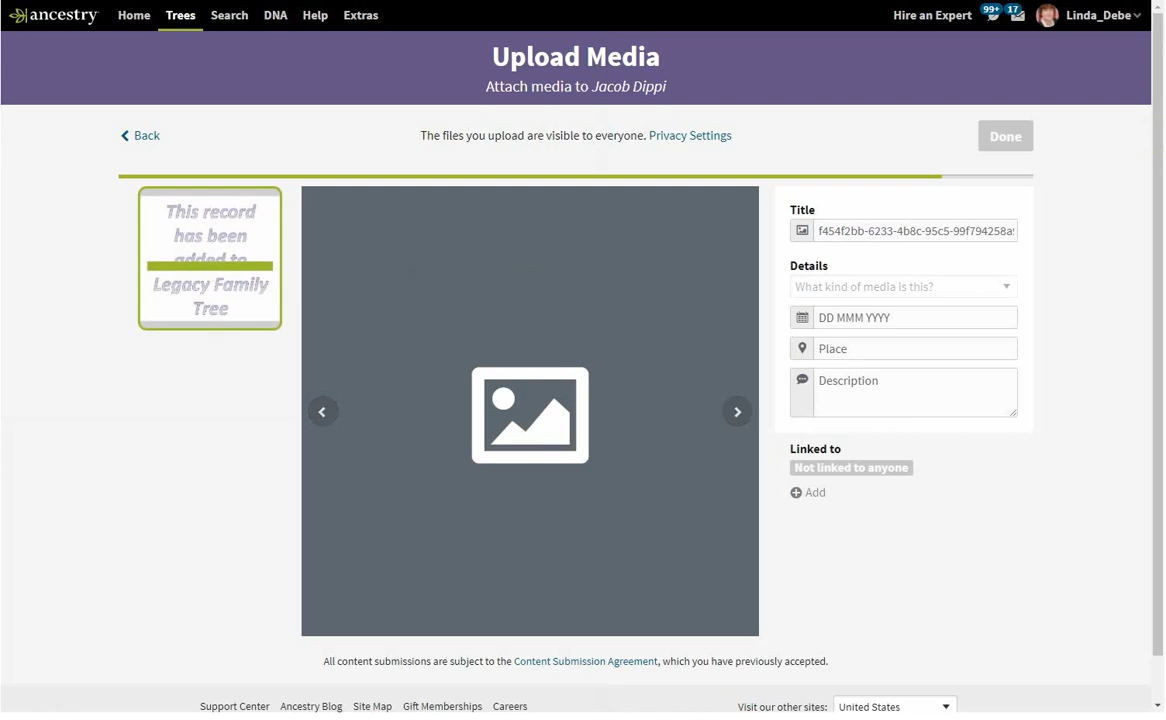 ancestry Home Trees Search DNA Help Extras Hire an Expert 99+ 17 Linda_Debe
Upload Media
Attach media to Jacob Dippi
Back The files you upload are visible to everyone. Privacy Settings Done
This record
has been
added to
Legacy Family
Tree
Title
f454f2bb-6233-4b8c-95c5-99f794258a
Details
What kind of media is this?
DD MMM YYYY
Place
Description
Linked to
Not linked to anyone
Add
All content submissions are subject to the Content Submission Agreement, which you have previously accepted.
Support Center Ancestry Blog Site Map Gift Memberships Careers Visit our other sites: United States